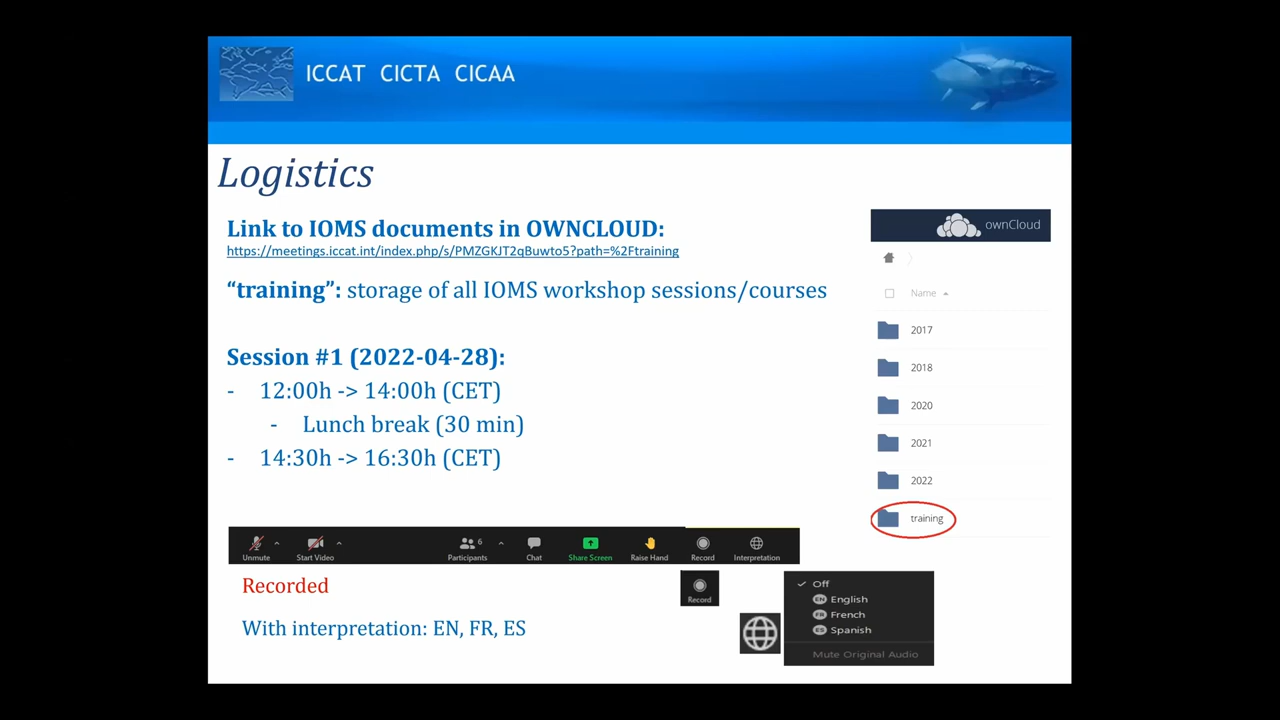 ICCAT CICTA CICAA
Logistics
Link to IOMS documents in OWNCLOUD:
https://meetings.iccat.int/index.php/s/PMZGKJT2qBuwto5?path=%2Ftraining
“training”: storage of all IOMS workshop sessions/courses
Session #1 (2022-04-28):
- 12:00h -> 14:00h (CET)
- Lunch break (30 min)
- 14:30h -> 16:30h (CET)
ownCloud
Name
2017
2018
2020
2021
2022
training
Unmute Start Video Participants 6 Chat Share Screen Raise Hand Record Interpretation
Recorded
Record
With interpretation: EN, FR, ES
Off
EN English
FR French
ES Spanish
Mute Original Audio